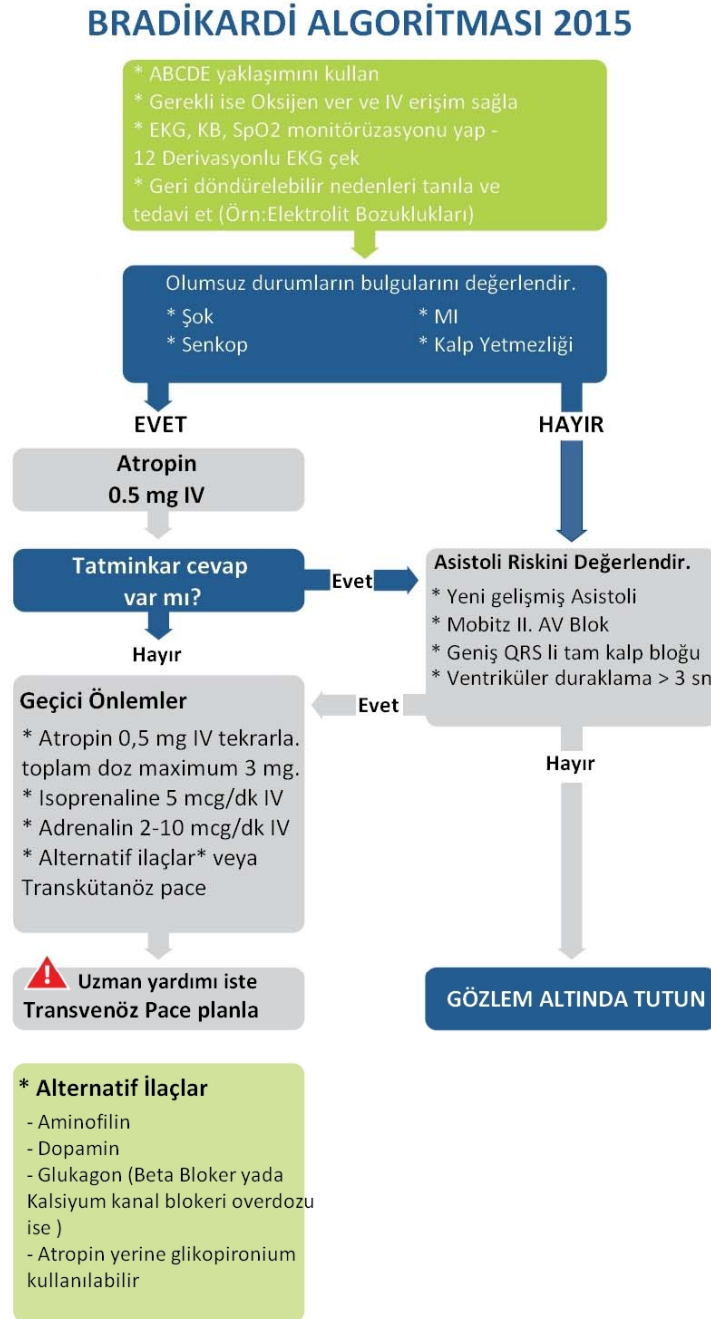 BRADİKARDİ ALGORİTMASI 2015
* ABCDE yaklaşımını kullan
* Gerekli ise Oksijen ver ve IV erişim sağla
* EKG, KB, SpO2 monitörüzasyonu yap -
12 Derivasyonlu EKG çek
* Geri döndürelebilir nedenleri tanıla ve
tedavi et (Örn:Elektrolit Bozuklukları)
Olumsuz durumların bulgularını değerlendir.
* Şok
* MI
* Senkop
* Kalp Yetmezliği
EVET
HAYIR
Atropin
0.5 mg IV
Tatminkar cevap
var mı?
Evet
Asistoli Riskini Değerlendir.
* Yeni gelişmiş Asistoli
* Mobitz II. AV Blok
* Geniş QRS li tam kalp bloğu
* Ventriküler duraklama > 3 sn
Hayır
Evet
Geçici Önlemler
* Atropin 0,5 mg IV tekrarla.
toplam doz maximum 3 mg.
* Isoprenaline 5 mcg/dk IV
* Adrenalin 2-10 mcg/dk IV
* Alternatif ilaçlar* veya
Transkütanöz pace
Hayır
Uzman yardımı iste
Transvenöz Pace planla
GÖZLEM ALTINDA TUTUN
* Alternatif İlaçlar
- Aminofilin
- Dopamin
- Glukagon (Beta Bloker yada
Kalsiyum kanal blokeri overdozu
ise )
- Atropin yerine glikopironium
kullanılabilir